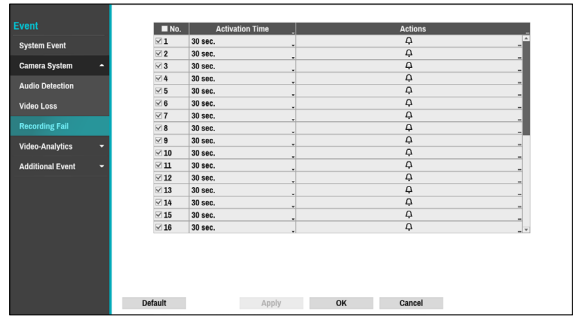 Event
System Event
Camera System
Audio Detection
Video Loss
Recording Fail
Video-Analytics
Additional Event
No. Activation Time Actions
1 30 sec.
2 30 sec.
3 30 sec.
4 30 sec.
5 30 sec.
6 30 sec.
7 30 sec.
8 30 sec.
9 30 sec.
10 30 sec.
11 30 sec.
12 30 sec.
13 30 sec.
14 30 sec.
15 30 sec.
16 30 sec.
Default Apply OK Cancel